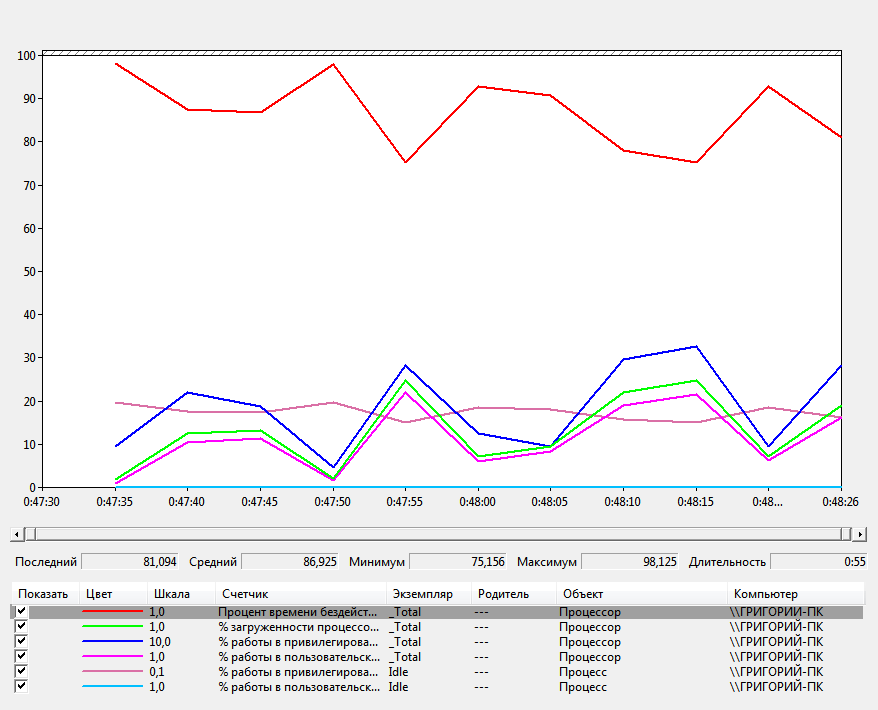 100
90
80
70
60
50
40
30
20
10
0
0:47:30 0:47:35 0:47:40 0:47:45 0:47:50 0:47:55 0:48:00 0:48:05 0:48:10 0:48:15 0:48... 0:48:26
Последний 81,094 Средний 86,925 Минимум 75,156 Максимум 98,125 Длительность 0:55
Показать Цвет Шкала Счетчик Экземпляр Родитель Объект Компьютер
1,0 Процент времени бездейст... _Total --- Процессор \\ГРИГОРИЙ-ПК
1,0 % загруженности процессо... _Total --- Процессор \\ГРИГОРИЙ-ПК
10,0 % работы в привилегирова... _Total --- Процессор \\ГРИГОРИЙ-ПК
1,0 % работы в пользовательск... _Total --- Процессор \\ГРИГОРИЙ-ПК
0,1 % работы в привилегирова... Idle --- Процесс \\ГРИГОРИЙ-ПК
1,0 % работы в пользовательск... Idle --- Процесс \\ГРИГОРИЙ-ПК